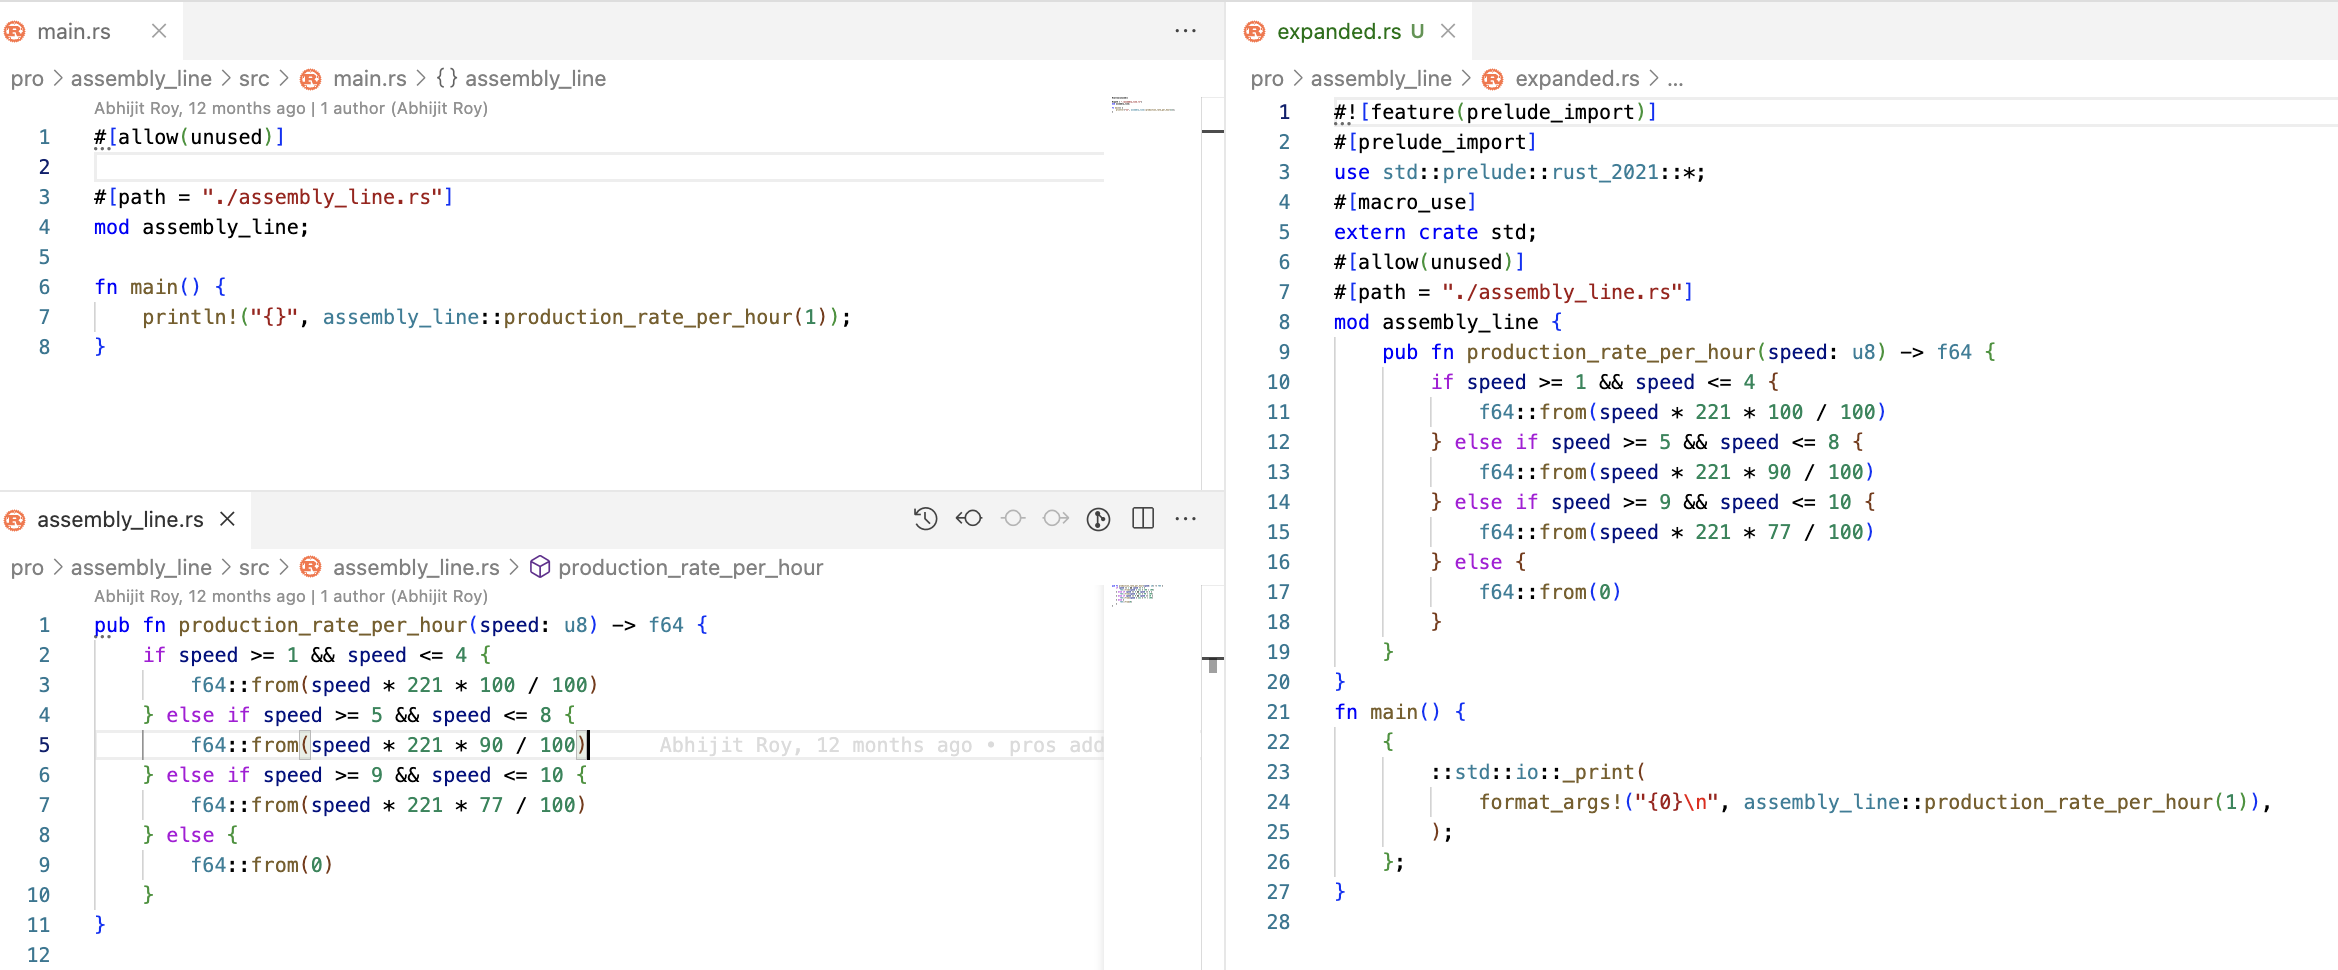 main.rs
pro > assembly_line > src > main.rs > {} assembly_line
Abhijit Roy, 12 months ago | 1 author (Abhijit Roy)
1 #[allow(unused)]
2
3 #[path = "./assembly_line.rs"]
4 mod assembly_line;
5
6 fn main() {
7 println!("{}", assembly_line::production_rate_per_hour(1));
8 }
assembly_line.rs
pro > assembly_line > src > assembly_line.rs > production_rate_per_hour
Abhijit Roy, 12 months ago | 1 author (Abhijit Roy)
1 pub fn production_rate_per_hour(speed: u8) -> f64 {
2 if speed >= 1 && speed <= 4 {
3 f64::from(speed * 221 * 100 / 100)
4 } else if speed >= 5 && speed <= 8 {
5 f64::from(speed * 221 * 90 / 100) Abhijit Roy, 12 months ago • pros add
6 } else if speed >= 9 && speed <= 10 {
7 f64::from(speed * 221 * 77 / 100)
8 } else {
9 f64::from(0)
10 }
11 }
12
expanded.rs U
pro > assembly_line > expanded.rs > ...
1 #![feature(prelude_import)]
2 #[prelude_import]
3 use std::prelude::rust_2021::*;
4 #[macro_use]
5 extern crate std;
6 #[allow(unused)]
7 #[path = "./assembly_line.rs"]
8 mod assembly_line {
9 pub fn production_rate_per_hour(speed: u8) -> f64 {
10 if speed >= 1 && speed <= 4 {
11 f64::from(speed * 221 * 100 / 100)
12 } else if speed >= 5 && speed <= 8 {
13 f64::from(speed * 221 * 90 / 100)
14 } else if speed >= 9 && speed <= 10 {
15 f64::from(speed * 221 * 77 / 100)
16 } else {
17 f64::from(0)
18 }
19 }
20 }
21 fn main() {
22 {
23 ::std::io::_print(
24 format_args!("{0}\n", assembly_line::production_rate_per_hour(1)),
25 );
26 };
27 }
28